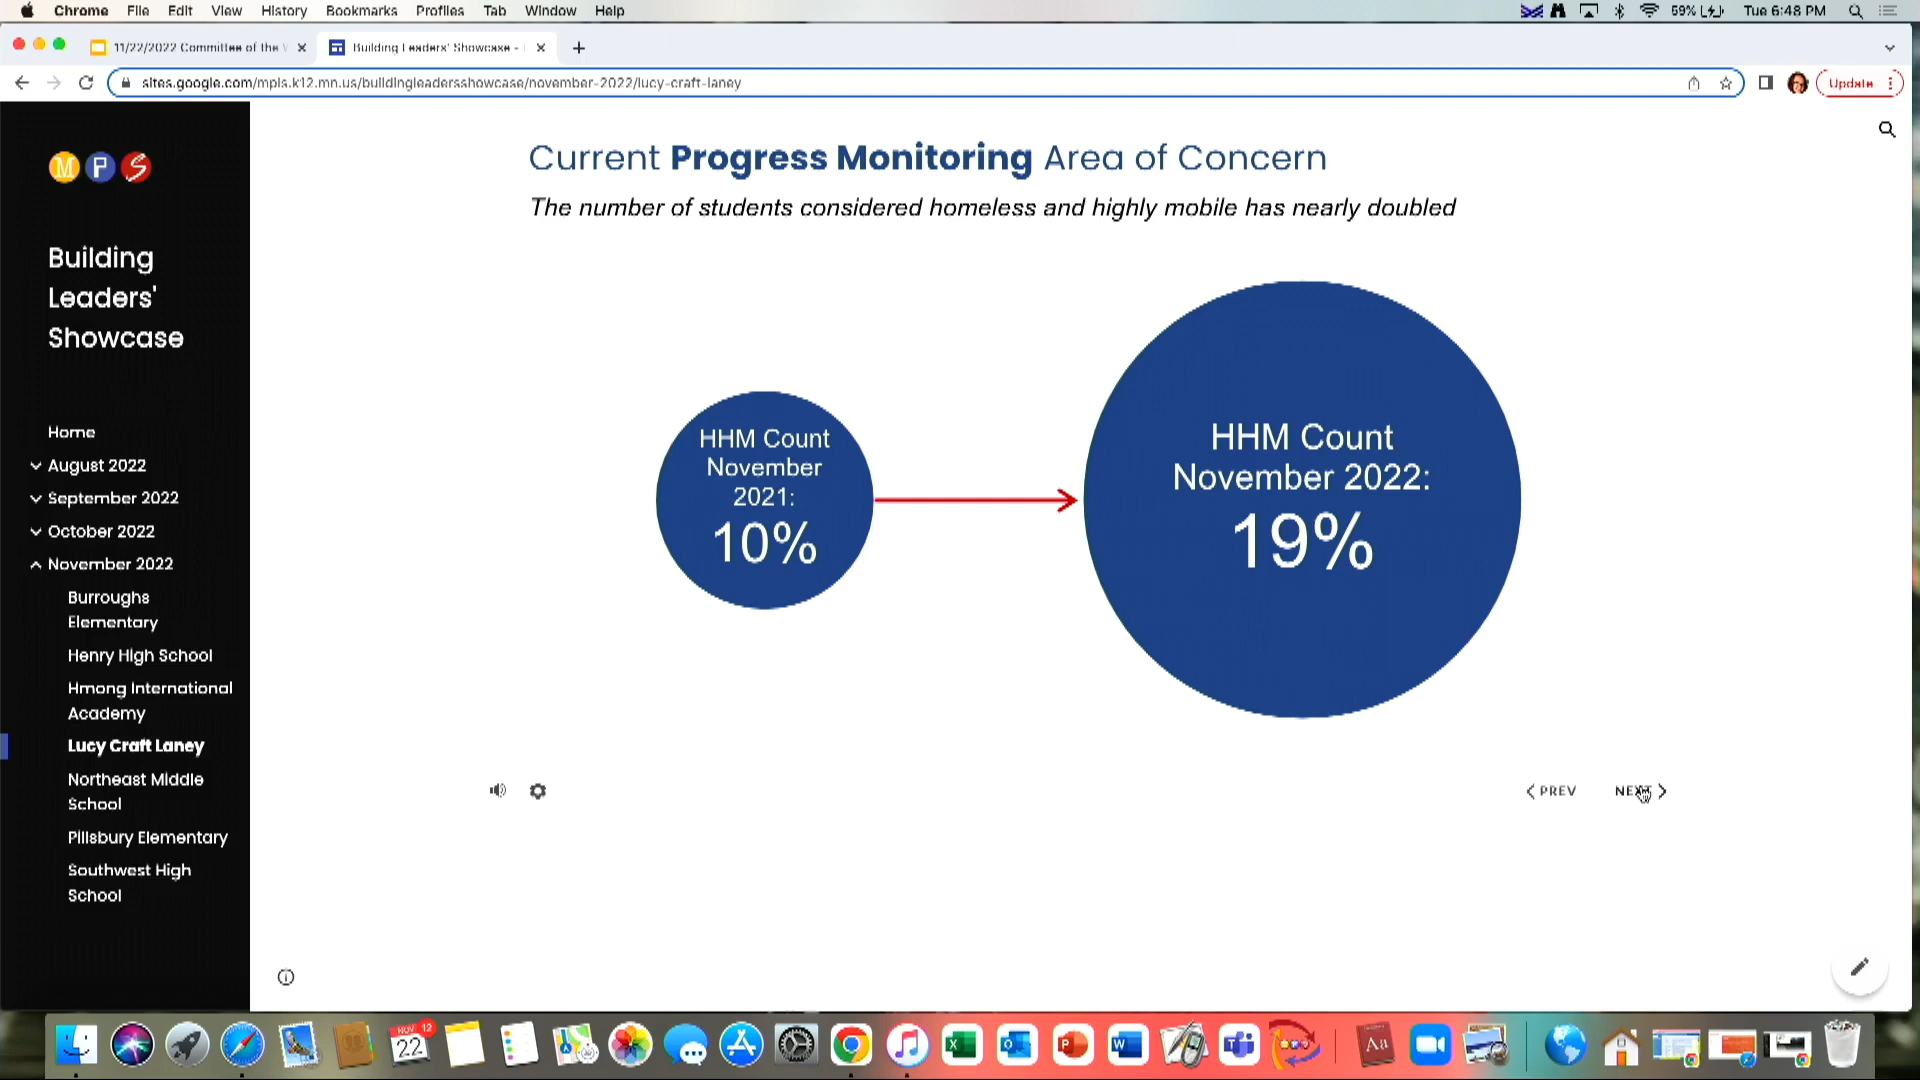 Chrome File Edit View History Bookmarks Profiles Tab Window Help 59% Tue 6:48 PM
11/22/2022 Committee of the Building Leaders' Showcase -
sites.google.com/mpls.k12.mn.us/buildingleadersshowcase/november-2022/lucy-craft-laney Update
M P S
Building
Leaders'
Showcase
Home
August 2022
September 2022
October 2022
November 2022
Burroughs
Elementary
Henry High School
Hmong International
Academy
Lucy Craft Laney
Northeast Middle
School
Pillsbury Elementary
Southwest High
School
Current Progress Monitoring Area of Concern
The number of students considered homeless and highly mobile has nearly doubled
HHM Count
November
2021:
10%
HHM Count
November 2022:
19%
PREV NEXT
NOV 12
22
Aa